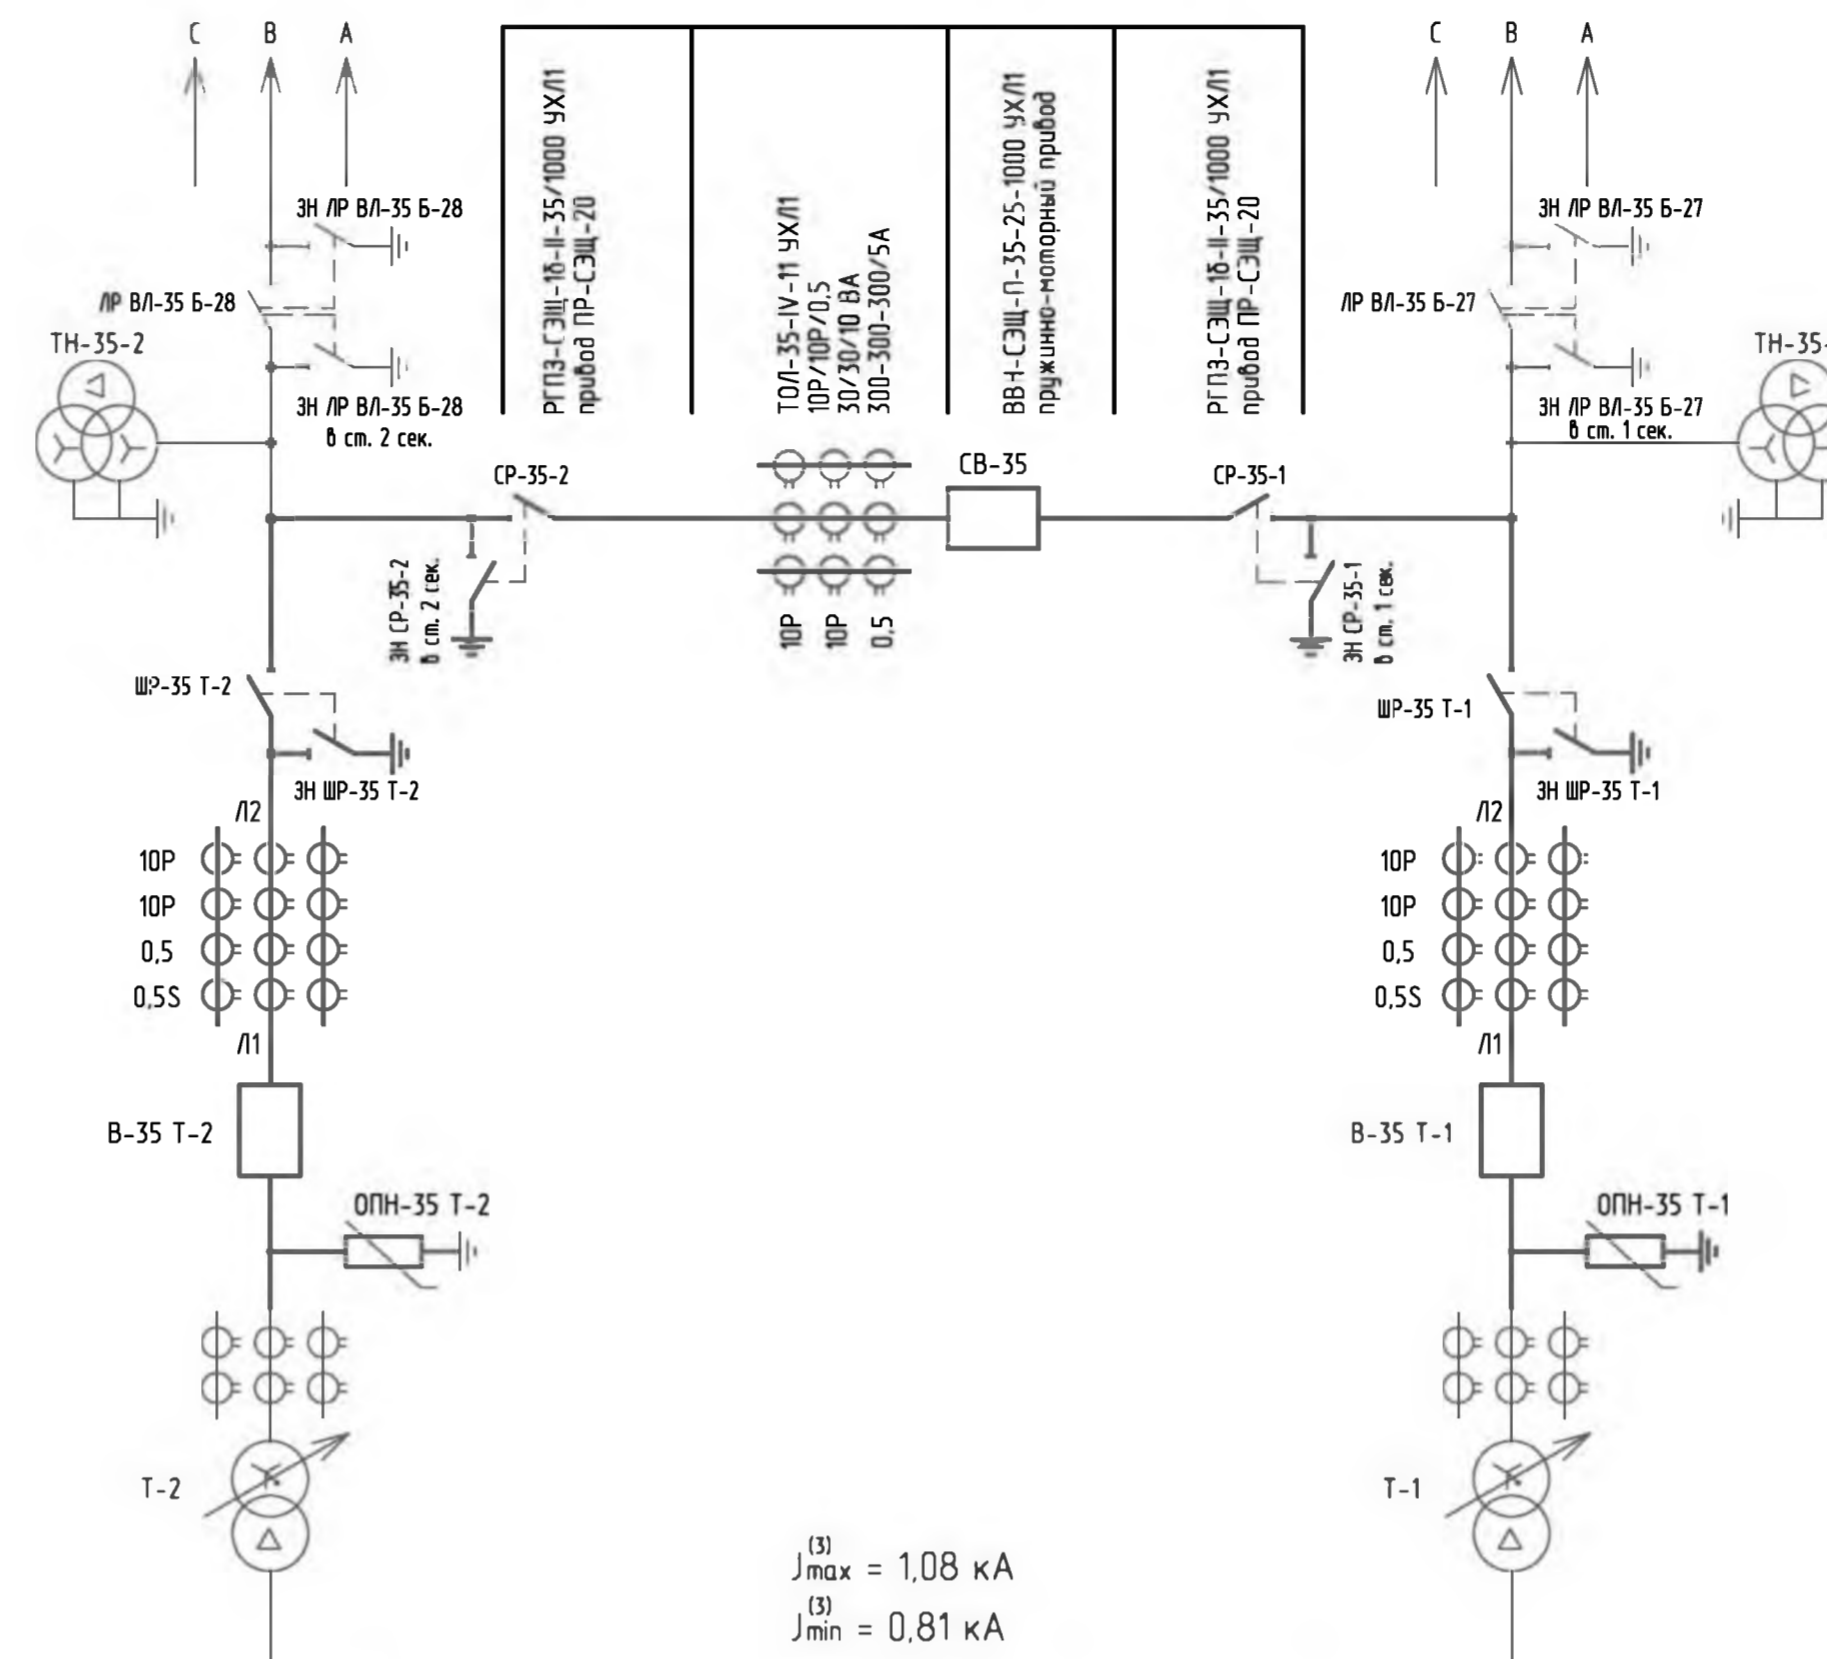 C B A
C B A
РГПЗ-СЭЩ-1б-II-35/1000 УХЛ1
привод ПР-СЭЩ-20
ТОЛ-35-IV-11 УХЛ1
10Р/10Р/0,5
30/30/10 ВА
300-300-300/5А
ВВН-СЭЩ-П-35-25-1000 УХЛ1
пружинно-моторный привод
РГПЗ-СЭЩ-1б-II-35/1000 УХЛ1
привод ПР-СЭЩ-20
ЗН ЛР ВЛ-35 Б-28
ЛР ВЛ-35 Б-28
ТН-35-2
ЗН ЛР ВЛ-35 Б-28
в ст. 2 сек.
ЗН ЛР ВЛ-35 Б-27
ЛР ВЛ-35 Б-27
ТН-35-
ЗН ЛР ВЛ-35 Б-27
в ст. 1 сек.
СР-35-2
СВ-35
СР-35-1
ЗН СР-35-2
в ст. 2 сек.
10Р
10Р
0,5
ЗН СР-35-1
в ст. 1 сек.
ШР-35 Т-2
ЗН ШР-35 Т-2
ШР-35 Т-1
ЗН ШР-35 Т-1
Л2
10Р
10Р
0,5
0,5S
Л1
Л2
10Р
10Р
0,5
0,5S
Л1
В-35 Т-2
В-35 Т-1
ОПН-35 Т-2
ОПН-35 Т-1
Т-2
Т-1
J(3)max = 1,08 кА
J(3)min = 0,81 кА